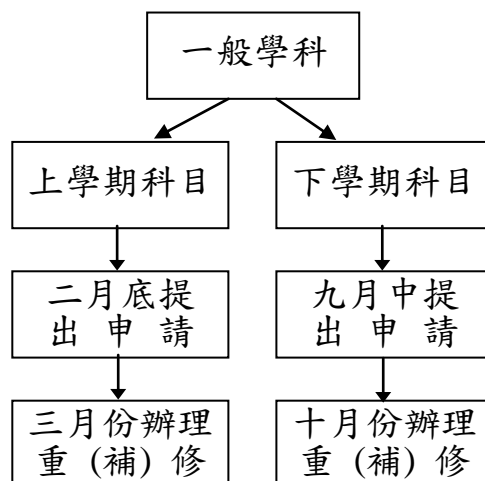 一般學科
上學期科目
下學期科目
二月底提
出申請
九月中提
出申請
三月份辦理
重(補)修
十月份辦理
重(補)修